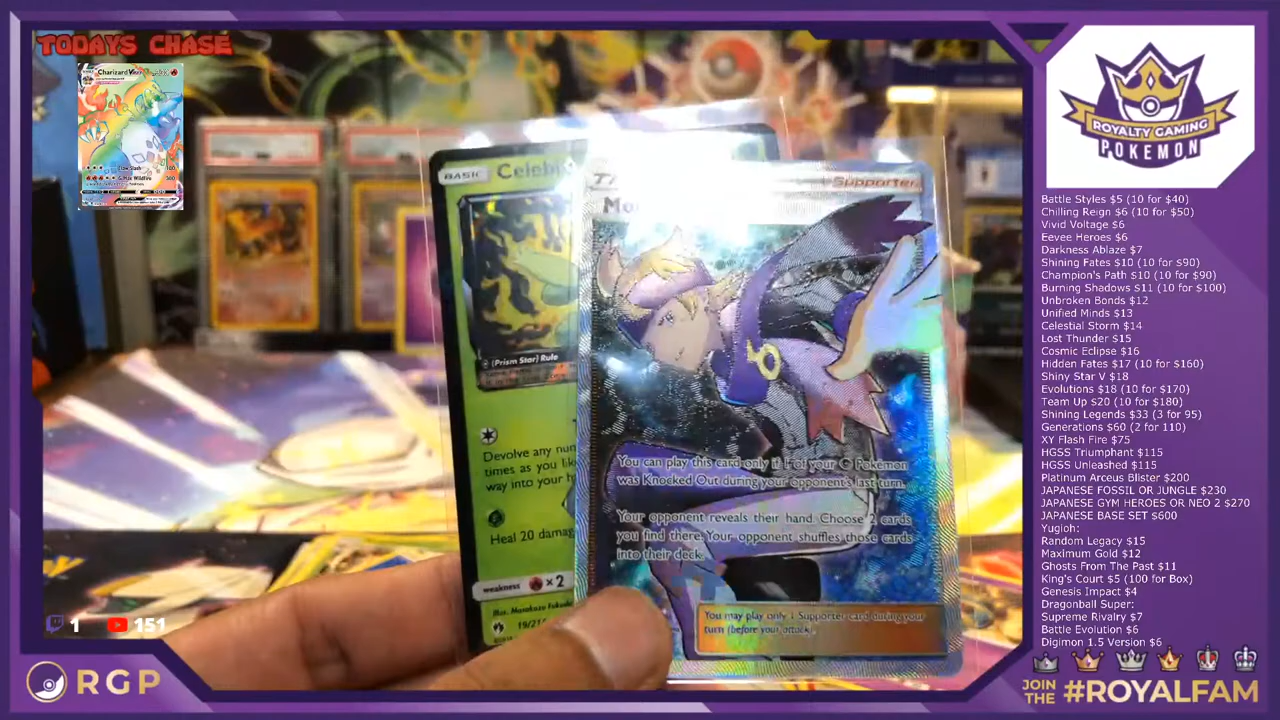 TODAYS CHASE
Charizard
G-Max Wildfire
BASIC
Celebi
(Prism Star) Rule
Devolve any
times as you
way into your
Heal 20
weakness
×2
19/21
Supporter
You can play this card only if 1 of your Pokémon
was Knocked Out during your opponent's last turn.
Your opponent reveals their hand. Choose 2 cards
you find there. Your opponent shuffles those cards
into their deck.
You may play only 1 Supporter card during your
turn (before your attack).
1
151
RGP
ROYALTY GAMING
POKEMON
Battle Styles $5 (10 for $40)
Chilling Reign $6 (10 for $50)
Vivid Voltage $6
Eevee Heroes $6
Darkness Ablaze $7
Shining Fates $10 (10 for $90)
Champion's Path $10 (10 for $90)
Burning Shadows $11 (10 for $100)
Unbroken Bonds $12
Unified Minds $13
Celestial Storm $14
Lost Thunder $15
Cosmic Eclipse $16
Hidden Fates $17 (10 for $160)
Shiny Star V $18
Evolutions $18 (10 for $170)
Team Up $20 (10 for $180)
Shining Legends $33 (3 for 95)
Generations $60 (2 for 110)
XY Flash Fire $75
HGSS Triumphant $115
HGSS Unleashed $115
Platinum Arceus Blister $200
JAPANESE FOSSIL OR JUNGLE $230
JAPANESE GYM HEROES OR NEO 2 $270
JAPANESE BASE SET $600
Yugioh:
Random Legacy $15
Maximum Gold $12
Ghosts From The Past $11
King's Court $5 (100 for Box)
Genesis Impact $4
Dragonball Super:
Supreme Rivalry $7
Battle Evolution $6
Digimon 1.5 Version $6
JOIN
THE
#ROYALFAM